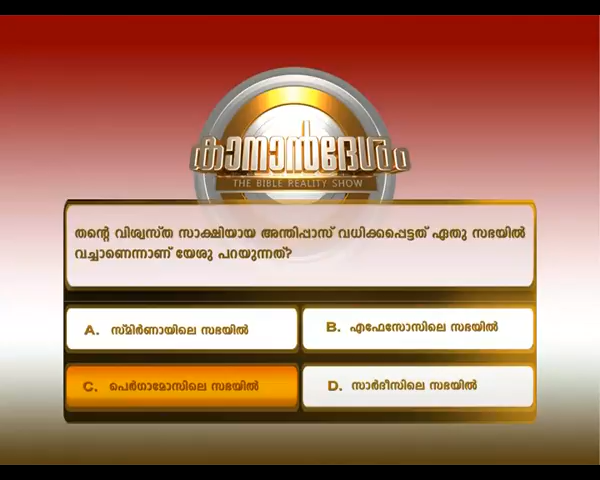 കാനാൻദേശം
THE BIBLE REALITY SHOW
തന്റെ വിശ്വസ്ത സാക്ഷിയായ അന്തിപ്പാസ് വധിക്കപ്പെട്ടത് ഏതു സഭയിൽ
വച്ചാണെന്നാണ് യേശു പറയുന്നത്?
A. സ്മിർണായിലെ സഭയിൽ
B. എഫേസോസിലെ സഭയിൽ
C. പെർഗാമോസിലെ സഭയിൽ
D. സാർദീസിലെ സഭയിൽ